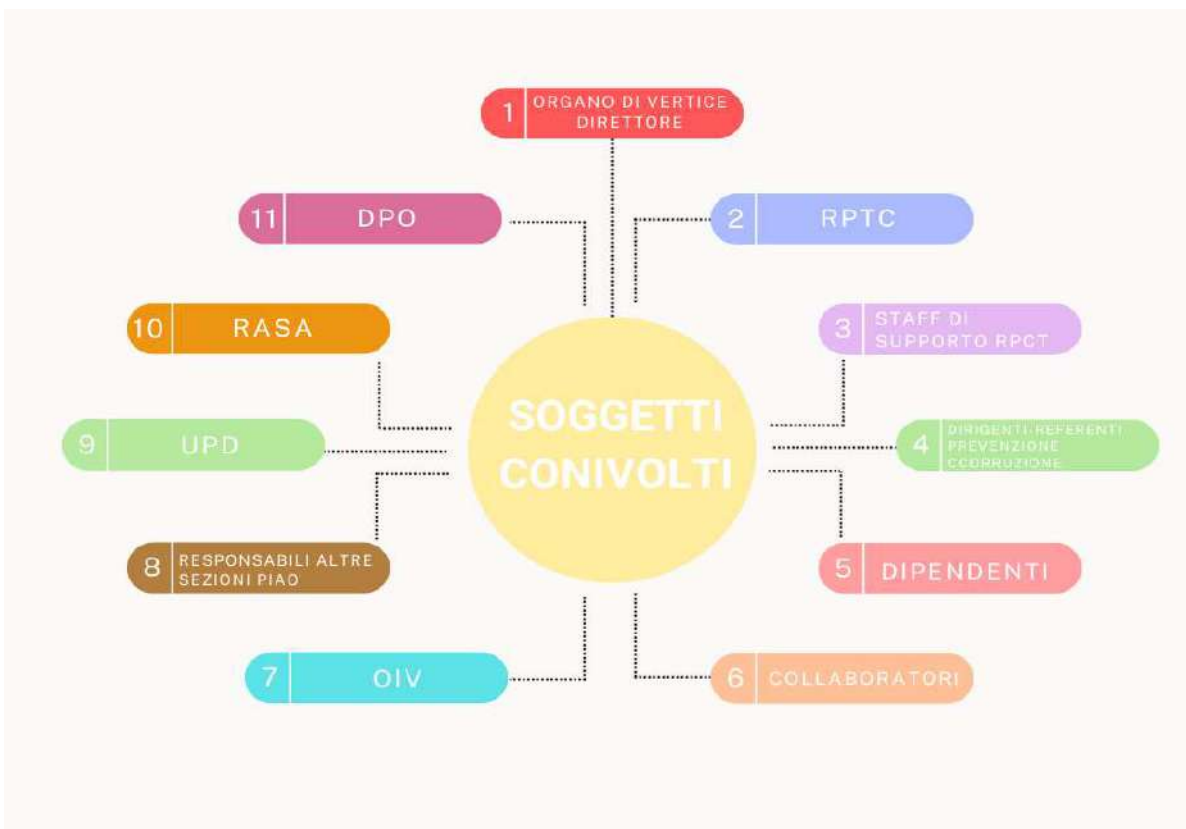 1 ORGANO DI VERTICE
DIRETTORE
11 DPO
2 RPTC
10 RASA
3 STAFF DI
SUPPORTO RPCT
SOGGETTI
CONIVOLTI
9 UPD
4 DIRIGENTI-REFERENTI
PREVENZIONE
CCORRUZIONE
8 RESPONSABILI ALTRE
SEZIONI PIAO
5 DIPENDENTI
7 OIV
6 COLLABORATORI